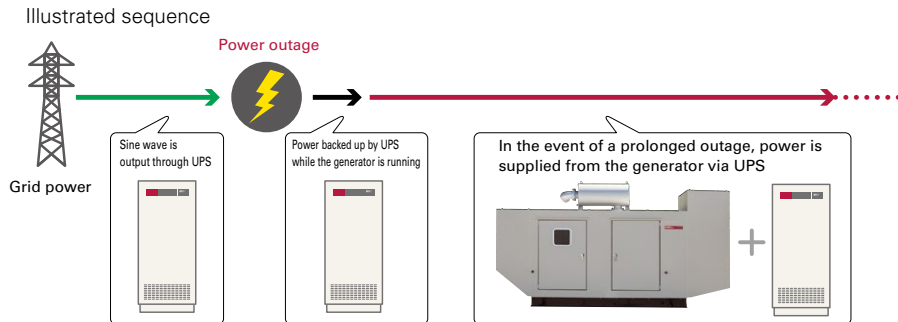 Illustrated sequence
Power outage
Grid power
Sine wave is
output through UPS
Power backed up by UPS
while the generator is running
In the event of a prolonged outage, power is
supplied from the generator via UPS